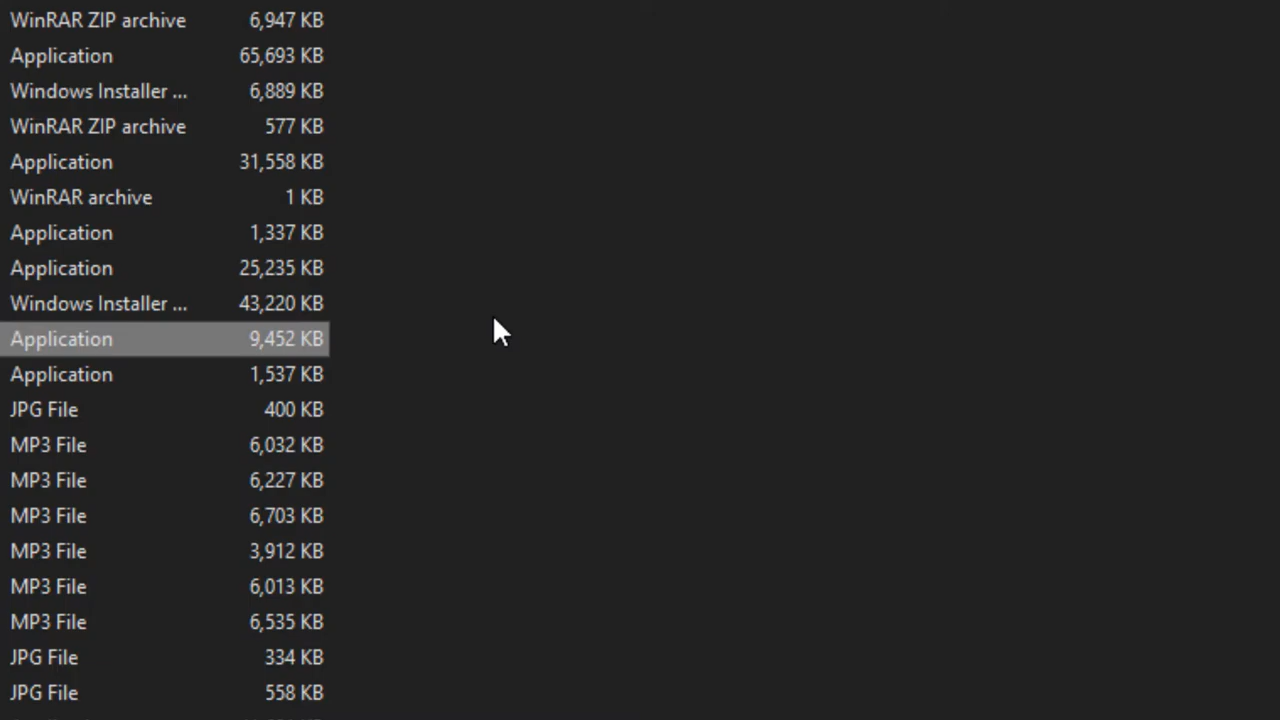 WinRAR ZIP archive 6,947 KB
Application 65,693 KB
Windows Installer ... 6,889 KB
WinRAR ZIP archive 577 KB
Application 31,558 KB
WinRAR archive 1 KB
Application 1,337 KB
Application 25,235 KB
Windows Installer ... 43,220 KB
Application 9,452 KB
Application 1,537 KB
JPG File 400 KB
MP3 File 6,032 KB
MP3 File 6,227 KB
MP3 File 6,703 KB
MP3 File 3,912 KB
MP3 File 6,013 KB
MP3 File 6,535 KB
JPG File 334 KB
JPG File 558 KB